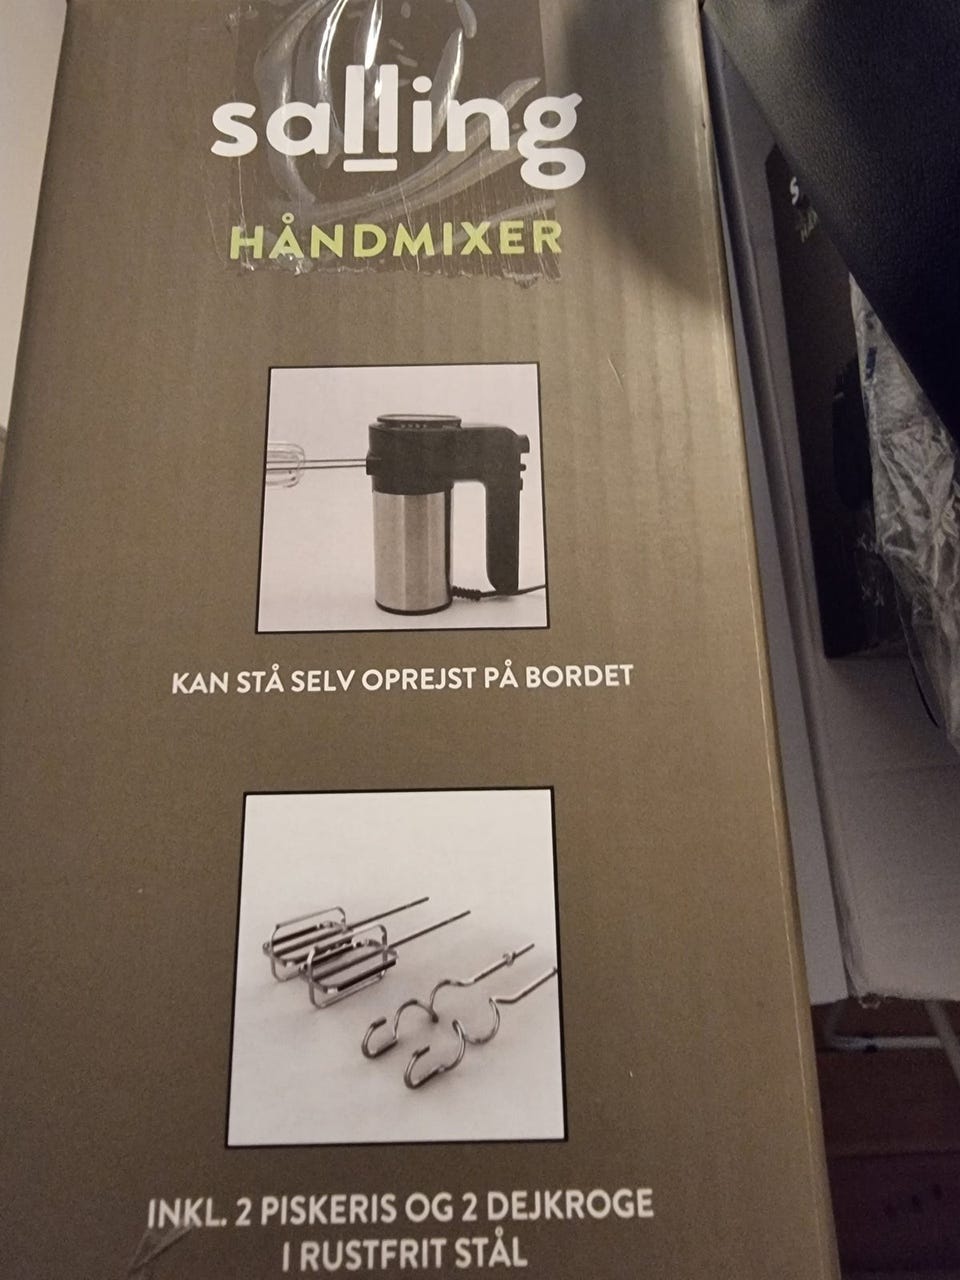 salling
HÅNDMIXER
KAN STÅ SELV OPREJST PÅ BORDET
INKL. 2 PISKERIS OG 2 DEJKROGE
I RUSTFRIT STÅL